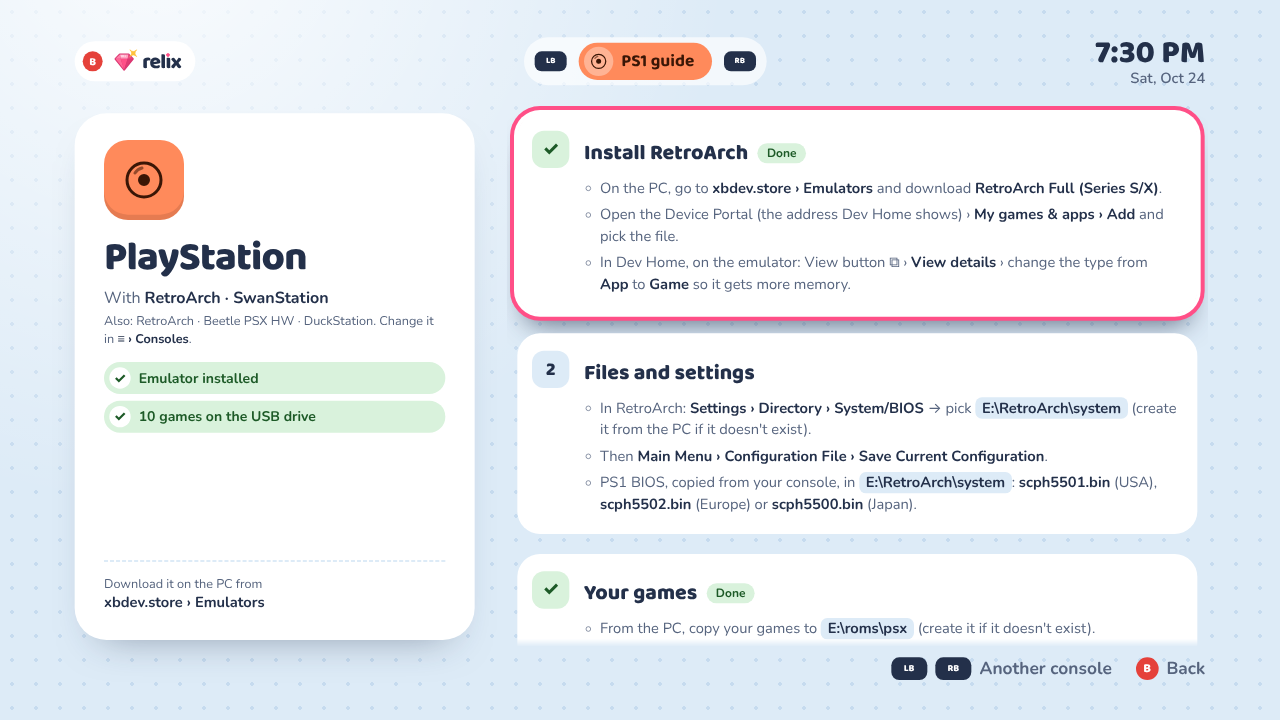 B relix
LB PS1 guide RB
7:30 PM
Sat, Oct 24
PlayStation
With RetroArch · SwanStation
Also: RetroArch · Beetle PSX HW · DuckStation. Change it
in ≡ › Consoles.
Emulator installed
10 games on the USB drive
Download it on the PC from
xbdev.store › Emulators
Install RetroArch Done
On the PC, go to xbdev.store › Emulators and download RetroArch Full (Series S/X).
Open the Device Portal (the address Dev Home shows) › My games & apps › Add and
pick the file.
In Dev Home, on the emulator: View button ⧉ › View details › change the type from
App to Game so it gets more memory.
2 Files and settings
In RetroArch: Settings › Directory › System/BIOS → pick E:\RetroArch\system (create
it from the PC if it doesn't exist).
Then Main Menu › Configuration File › Save Current Configuration.
PS1 BIOS, copied from your console, in E:\RetroArch\system: scph5501.bin (USA),
scph5502.bin (Europe) or scph5500.bin (Japan).
Your games Done
From the PC, copy your games to E:\roms\psx (create it if it doesn't exist).
LB RB Another console B Back